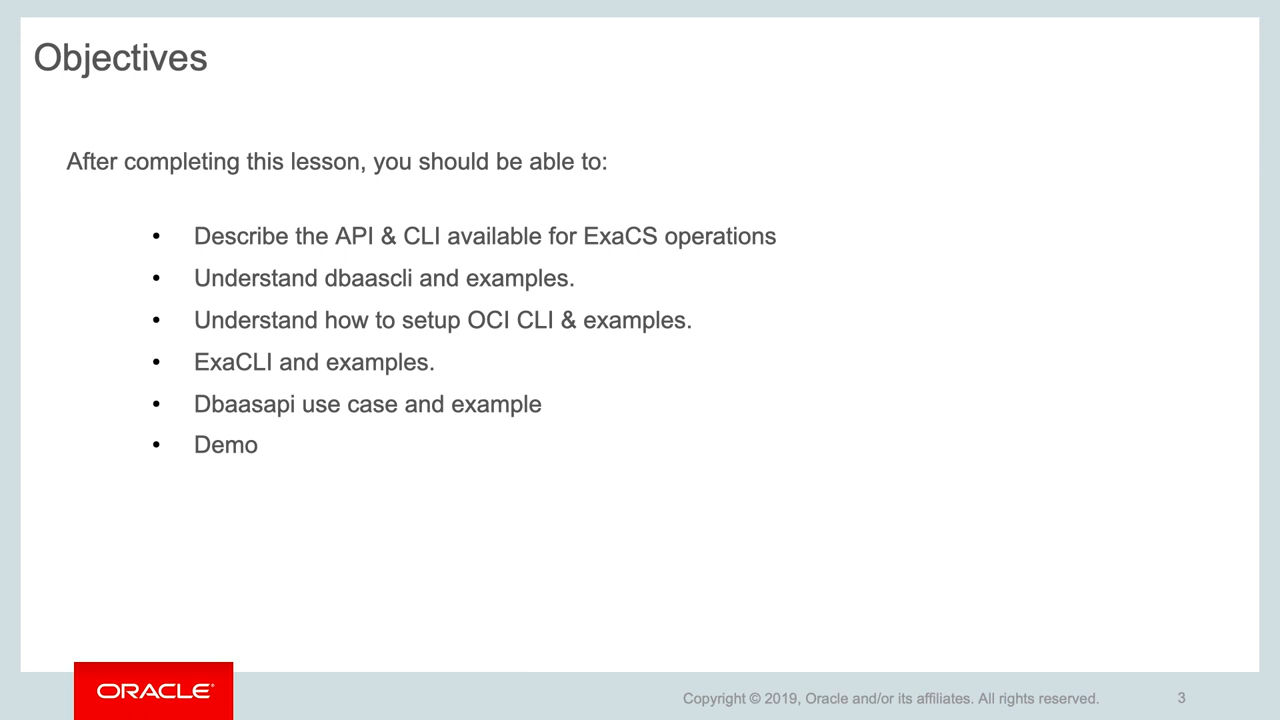 Objectives
After completing this lesson, you should be able to:
• Describe the API & CLI available for ExaCS operations
• Understand dbaascli and examples.
• Understand how to setup OCI CLI & examples.
• ExaCLI and examples.
• Dbaasapi use case and example
• Demo
ORACLE
Copyright © 2019, Oracle and/or its affiliates. All rights reserved. 3